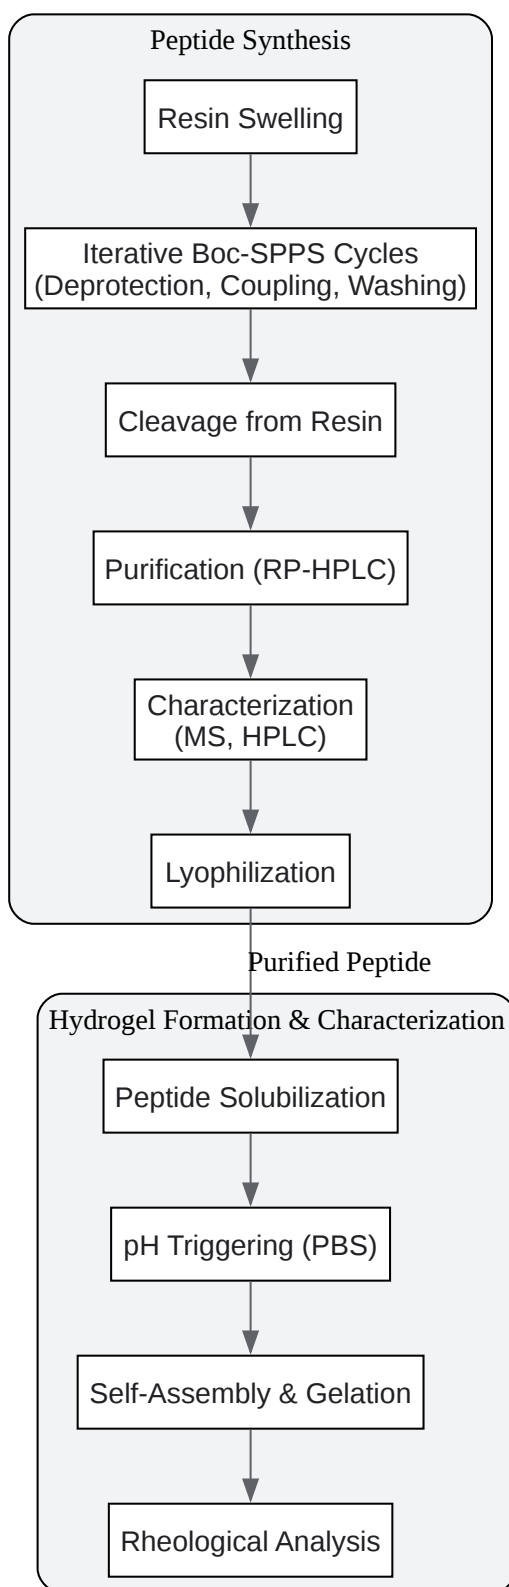 Peptide Synthesis
Resin Swelling
Iterative Boc-SPPS Cycles
(Deprotection, Coupling, Washing)
Cleavage from Resin
Purification (RP-HPLC)
Characterization
(MS, HPLC)
Lyophilization
Purified Peptide
Hydrogel Formation & Characterization
Peptide Solubilization
pH Triggering (PBS)
Self-Assembly & Gelation
Rheological Analysis